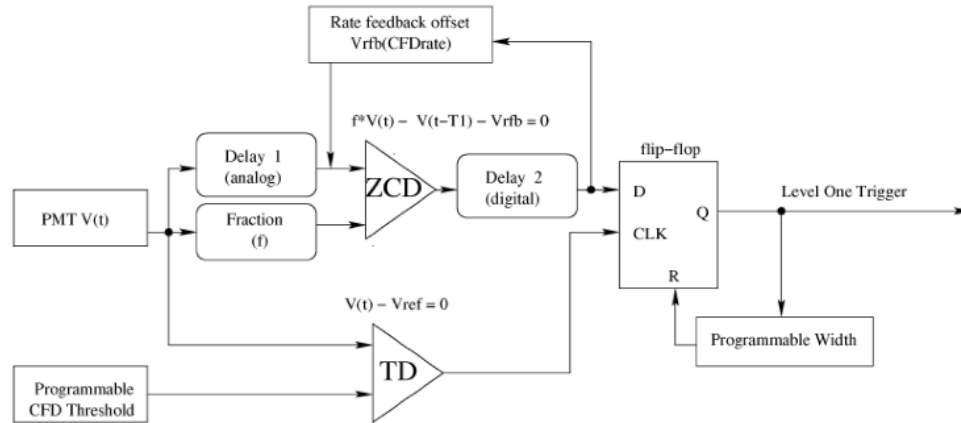 Rate feedback offset
Vrfb(CFDrate)
f*V(t) − V(t−T1) − Vrfb = 0
flip−flop
Delay 1
(analog)
ZCD
Delay 2
(digital)
D
Q
CLK
R
Level One Trigger
PMT V(t)
Fraction
(f)
V(t) − Vref = 0
TD
Programmable Width
Programmable
CFD Threshold